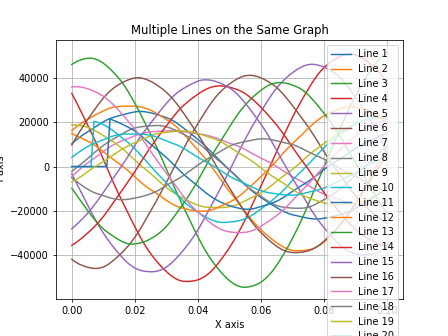 Multiple Lines on the Same Graph
40000
20000
0
−20000
−40000
0.00
0.02
0.04
0.06
0.08
X axis
Line 1
Line 2
Line 3
Line 4
Line 5
Line 6
Line 7
Line 8
Line 9
Line 10
Line 11
Line 12
Line 13
Line 14
Line 15
Line 16
Line 17
Line 18
Line 19
Line 20